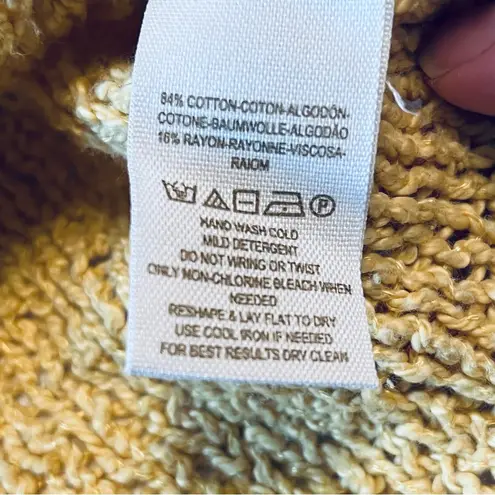 84% COTTON-COTON-ALGODÓN-
COTONE-BAUMWOLLE-ALGODÃO
16% RAYON-RAYONNE-VISCOSA-
RAIOM
P
HAND WASH COLD
MILD DETERGENT
DO NOT WRING OR TWIST
ONLY NON-CHLORINE BLEACH WHEN
NEEDED
RESHAPE & LAY FLAT TO DRY
USE COOL IRON IF NEEDED
FOR BEST RESULTS DRY CLEAN